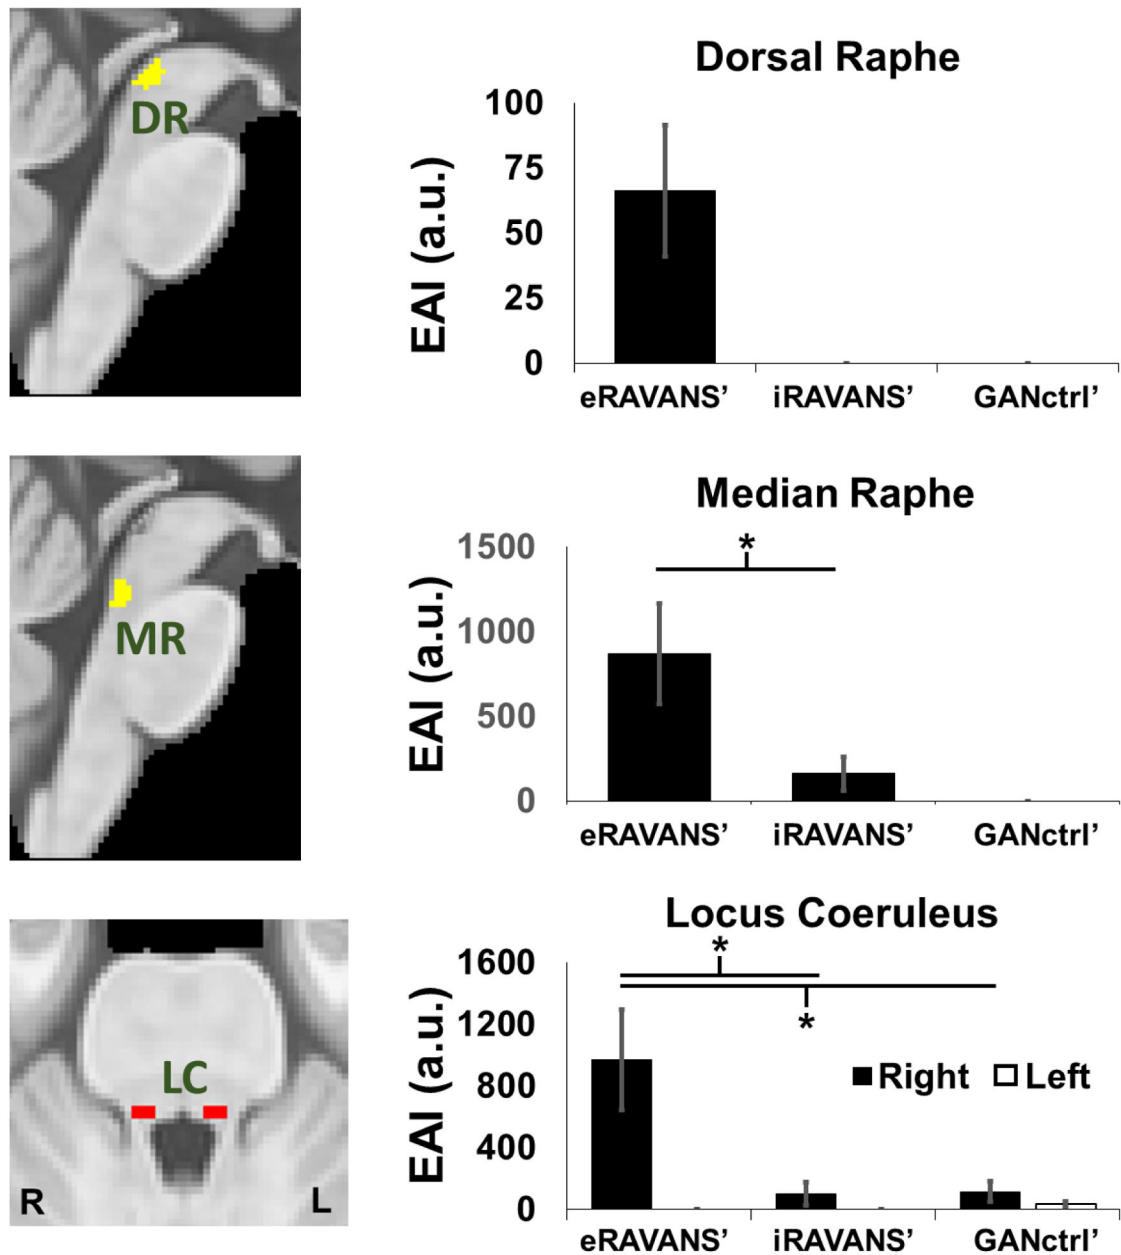 DR
Dorsal Raphe
EAI (a.u.)
100
75
50
25
0
eRAVANS’ iRAVANS’ GANctrl’
MR
Median Raphe
*
EAI (a.u.)
1500
1000
500
0
eRAVANS’ iRAVANS’ GANctrl’
LC
R L
Locus Coeruleus
*
*
EAI (a.u.)
1600
1200
800
400
0
Right Left
eRAVANS’ iRAVANS’ GANctrl’